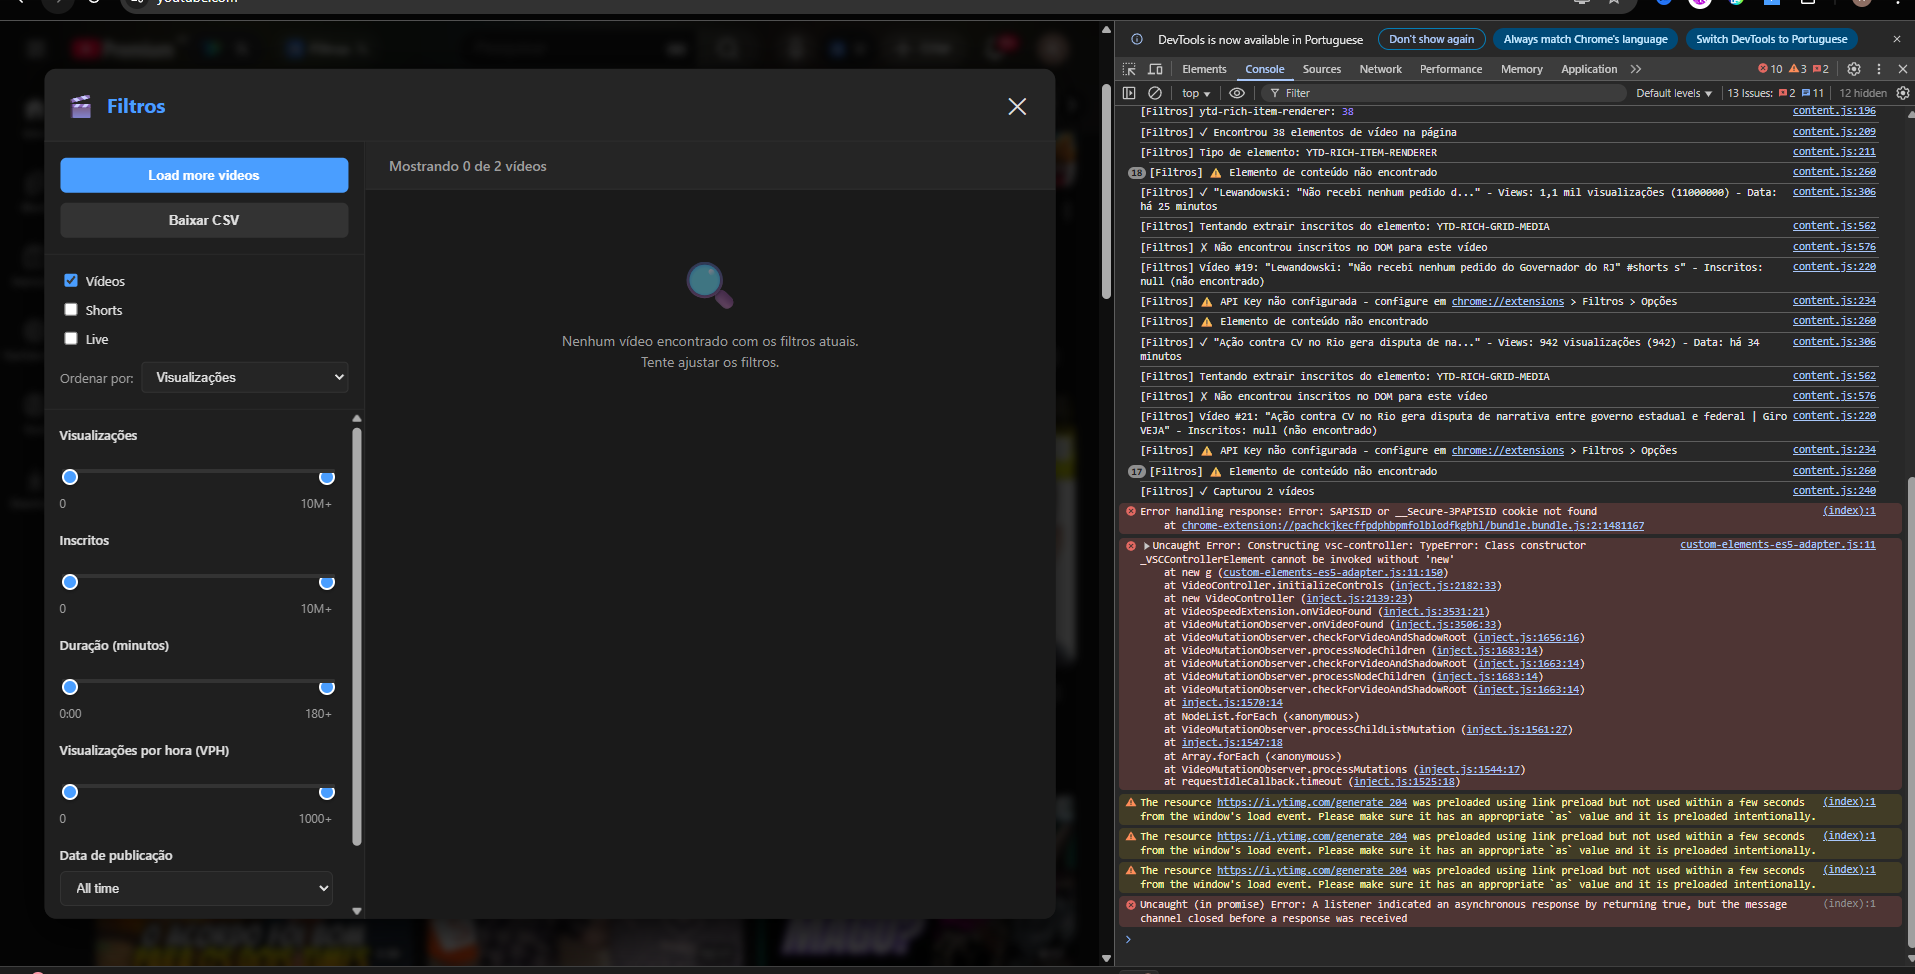 youtube.com
Filtros
Load more videos
Baixar CSV
Mostrando 0 de 2 vídeos
Vídeos
Shorts
Live
Ordenar por:
Visualizações
Nenhum vídeo encontrado com os filtros atuais.
Tente ajustar os filtros.
Visualizações
0
10M+
Inscritos
0
10M+
Duração (minutos)
0:00
180+
Visualizações por hora (VPH)
0
1000+
Data de publicação
All time
DevTools is now available in Portuguese
Don't show again
Always match Chrome's language
Switch DevTools to Portuguese
Elements
Console
Sources
Network
Performance
Memory
Application
10
3
2
top
Filter
Default levels
13 Issues:
2
11
12 hidden
[Filtros] ytd-rich-item-renderer: 38 content.js:196
[Filtros] ✓ Encontrou 38 elementos de vídeo na página content.js:209
[Filtros] Tipo de elemento: YTD-RICH-ITEM-RENDERER content.js:211
18 [Filtros] ⚠ Elemento de conteúdo não encontrado content.js:260
[Filtros] ✓ "Lewandowski: "Não recebi nenhum pedido d..." - Views: 1,1 mil visualizações (11000000) - Data: content.js:306
há 25 minutos
[Filtros] Tentando extrair inscritos do elemento: YTD-RICH-GRID-MEDIA content.js:562
[Filtros] ✗ Não encontrou inscritos no DOM para este vídeo content.js:576
[Filtros] Vídeo #19: "Lewandowski: "Não recebi nenhum pedido do Governador do RJ" #shorts s" - Inscritos: content.js:220
null (não encontrado)
[Filtros] ⚠ API Key não configurada - configure em chrome://extensions > Filtros > Opções content.js:234
[Filtros] ⚠ Elemento de conteúdo não encontrado content.js:260
[Filtros] ✓ "Ação contra CV no Rio gera disputa de na..." - Views: 942 visualizações (942) - Data: há 34 content.js:306
minutos
[Filtros] Tentando extrair inscritos do elemento: YTD-RICH-GRID-MEDIA content.js:562
[Filtros] ✗ Não encontrou inscritos no DOM para este vídeo content.js:576
[Filtros] Vídeo #21: "Ação contra CV no Rio gera disputa de narrativa entre governo estadual e federal | Giro content.js:220
VEJA" - Inscritos: null (não encontrado)
[Filtros] ⚠ API Key não configurada - configure em chrome://extensions > Filtros > Opções content.js:234
17 [Filtros] ⚠ Elemento de conteúdo não encontrado content.js:260
[Filtros] ✓ Capturou 2 vídeos content.js:240
Error handling response: Error: SAPISID or __Secure-3PAPISID cookie not found (index):1
at chrome-extension://pachckjkecffpdphbpmfolblodfkgbhl/bundle.bundle.js:2:1481167
Uncaught Error: Constructing vsc-controller: TypeError: Class constructor custom-elements-es5-adapter.js:11
_VSCControllerElement cannot be invoked without 'new'
at new g (custom-elements-es5-adapter.js:11:150)
at VideoController.initializeControls (inject.js:2182:33)
at new VideoController (inject.js:2139:23)
at VideoSpeedExtension.onVideoFound (inject.js:3531:21)
at VideoMutationObserver.onVideoFound (inject.js:3506:33)
at VideoMutationObserver.checkForVideoAndShadowRoot (inject.js:1656:16)
at VideoMutationObserver.processNodeChildren (inject.js:1683:14)
at VideoMutationObserver.checkForVideoAndShadowRoot (inject.js:1663:14)
at VideoMutationObserver.processNodeChildren (inject.js:1683:14)
at VideoMutationObserver.checkForVideoAndShadowRoot (inject.js:1663:14)
at inject.js:1570:14
at NodeList.forEach (<anonymous>)
at VideoMutationObserver.processChildListMutation (inject.js:1561:27)
at inject.js:1547:18
at Array.forEach (<anonymous>)
at VideoMutationObserver.processMutations (inject.js:1544:17)
at requestIdleCallback.timeout (inject.js:1525:18)
The resource https://i.ytimg.com/generate_204 was preloaded using link preload but not used within a few seconds (index):1
from the window's load event. Please make sure it has an appropriate `as` value and it is preloaded intentionally.
The resource https://i.ytimg.com/generate_204 was preloaded using link preload but not used within a few seconds (index):1
from the window's load event. Please make sure it has an appropriate `as` value and it is preloaded intentionally.
The resource https://i.ytimg.com/generate_204 was preloaded using link preload but not used within a few seconds (index):1
from the window's load event. Please make sure it has an appropriate `as` value and it is preloaded intentionally.
Uncaught (in promise) Error: A listener indicated an asynchronous response by returning true, but the message (index):1
channel closed before a response was received